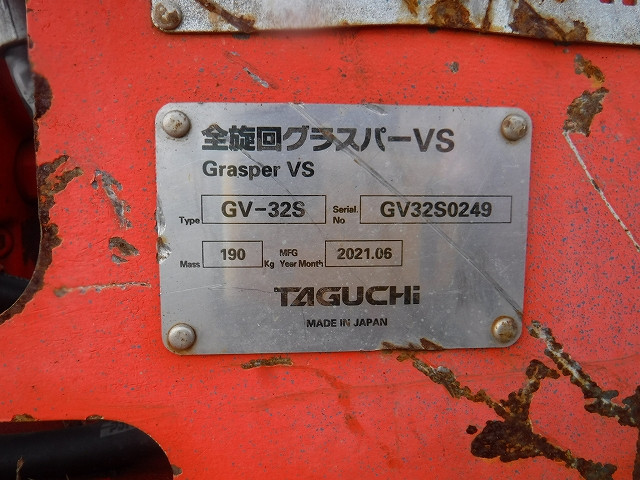 全旋回グラスパーVS
Grasper VS
Type GV-32S Serial. No GV32S0249
Mass 190 Kg MFG Year Month 2021.06
TAGUCHI
MADE IN JAPAN